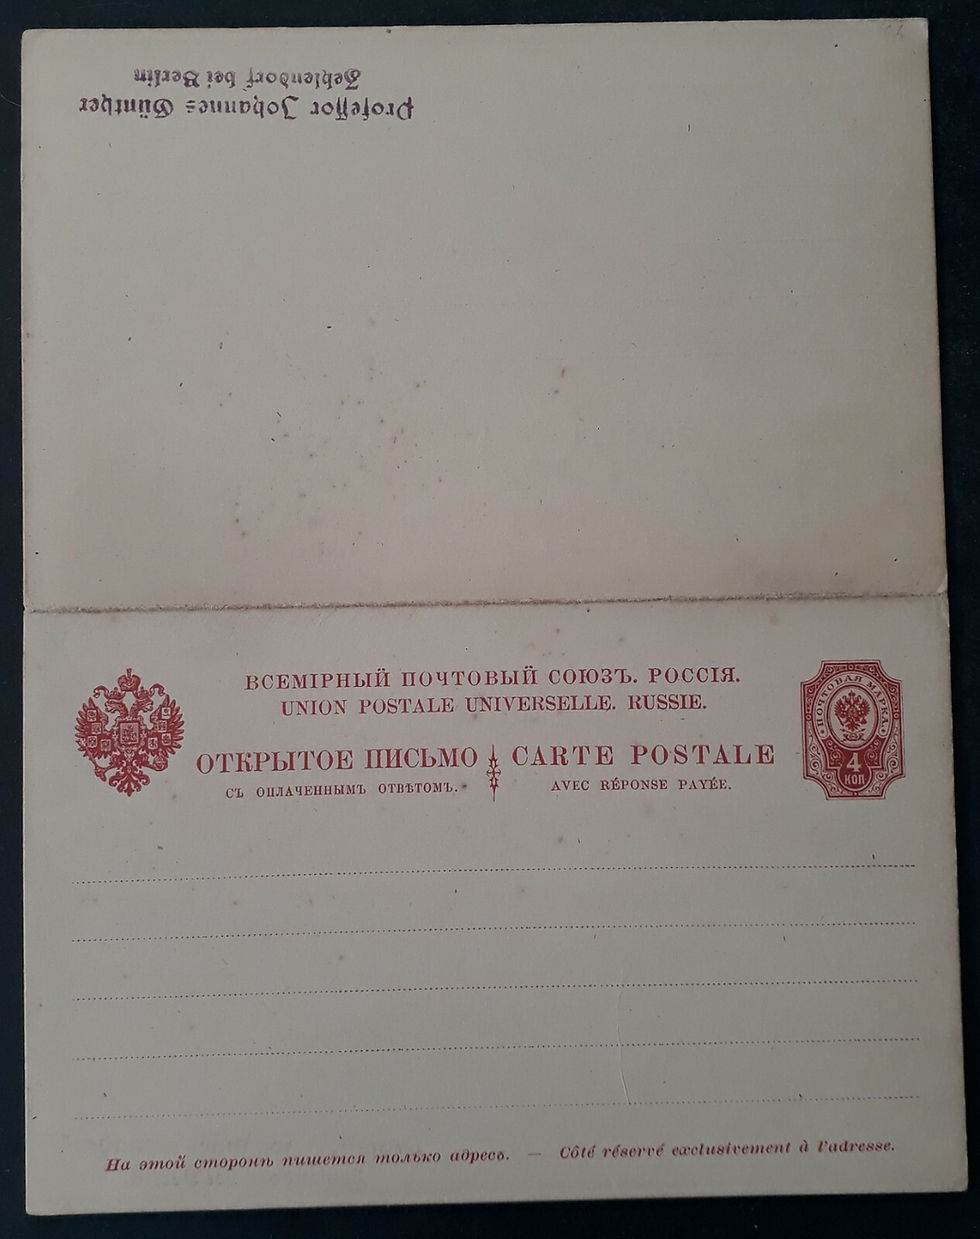 Professor Johannes Günther
Zehlendorf bei Berlin
ВСЕМІРНЫЙ ПОЧТОВЫЙ СОЮЗЪ. РОССІЯ.
UNION POSTALE UNIVERSELLE. RUSSIE.
ОТКРЫТОЕ ПИСЬМО CARTE POSTALE
СЪ ОПЛАЧЕННЫМЪ ОТВѢТОМЪ. AVEC RÉPONSE PAYÉE.
ПОЧТОВАЯ МАРКА
4
КОП
На этой сторонѣ пишется только адресъ. — Côté réservé exclusivement à l'adresse.